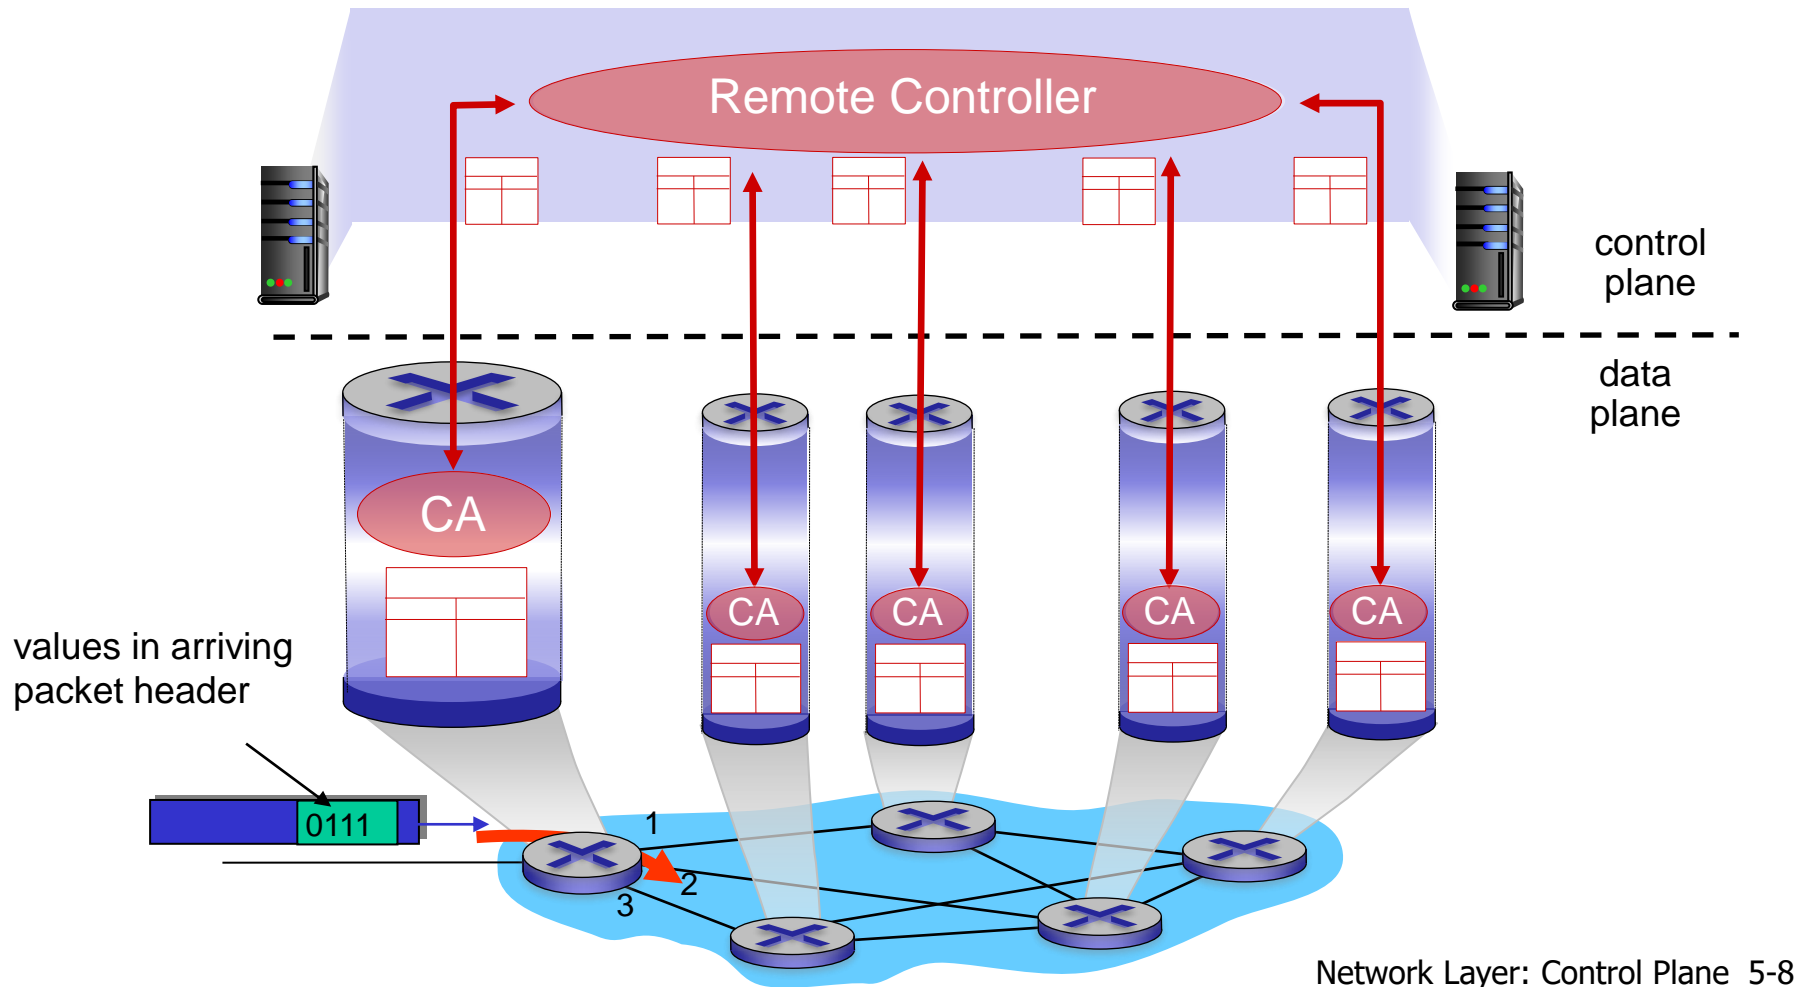 Remote Controller
control
plane
data
plane
CA
CA
CA
CA
CA
values in arriving
packet header
0111
1
2
3
Network Layer: Control Plane 5-8